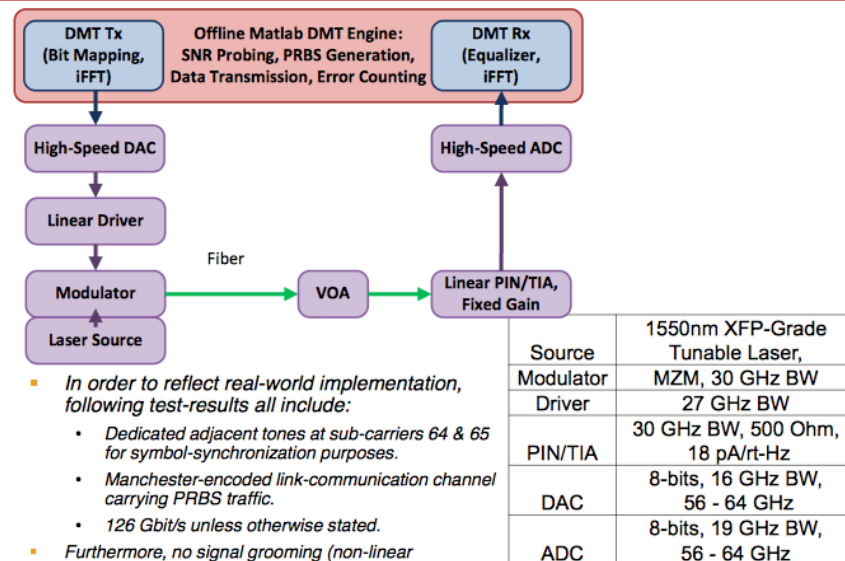 DMT Tx
(Bit Mapping,
iFFT)
Offline Matlab DMT Engine:
SNR Probing, PRBS Generation,
Data Transmission, Error Counting
DMT Rx
(Equalizer,
iFFT)
High-Speed DAC
High-Speed ADC
Linear Driver
Fiber
Modulator
VOA
Linear PIN/TIA,
Fixed Gain
Laser Source
In order to reflect real-world implementation,
following test-results all include:
Dedicated adjacent tones at sub-carriers 64 & 65
for symbol-synchronization purposes.
Manchester-encoded link-communication channel
carrying PRBS traffic.
126 Gbit/s unless otherwise stated.
Furthermore, no signal grooming (non-linear
Source
1550nm XFP-Grade
Tunable Laser,
Modulator
MZM, 30 GHz BW
Driver
27 GHz BW
PIN/TIA
30 GHz BW, 500 Ohm,
18 pA/rt-Hz
DAC
8-bits, 16 GHz BW,
56 - 64 GHz
ADC
8-bits, 19 GHz BW,
56 - 64 GHz